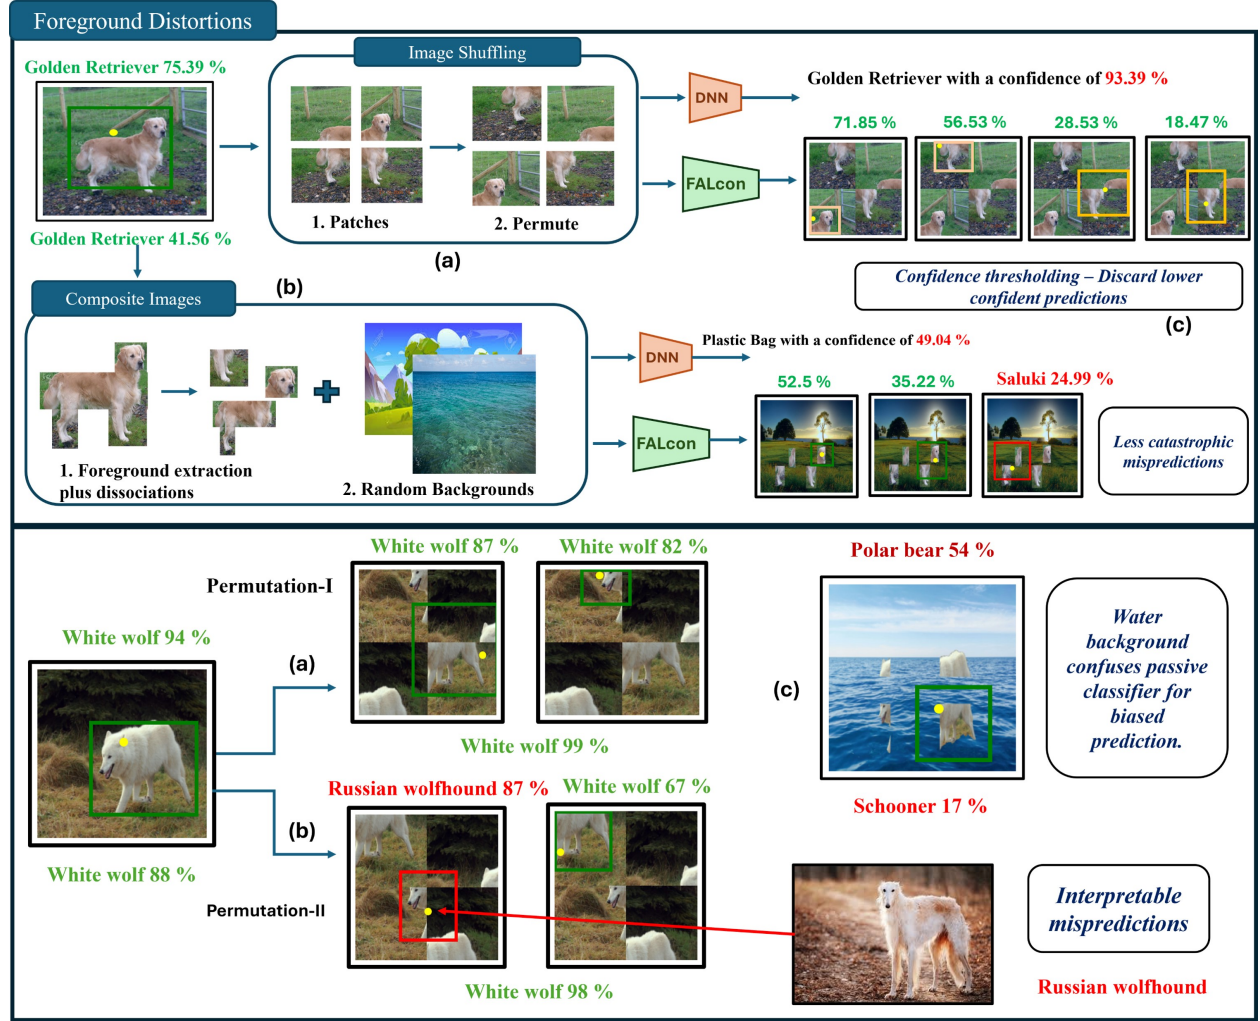 Foreground Distortions
Golden Retriever 75.39 %
Golden Retriever 41.56 %
Image Shuffling
1. Patches
2. Permute
(a)
DNN
Golden Retriever with a confidence of 93.39 %
FALcon
71.85 %
56.53 %
28.53 %
18.47 %
Confidence thresholding – Discard lower
confident predictions
(c)
Composite Images
(b)
1. Foreground extraction
plus dissociations
2. Random Backgrounds
DNN
Plastic Bag with a confidence of 49.04 %
FALcon
52.5 %
35.22 %
Saluki 24.99 %
Less catastrophic
mispredictions
White wolf 94 %
White wolf 88 %
Permutation-I
(a)
White wolf 87 %
White wolf 82 %
White wolf 99 %
(b)
Permutation-II
Russian wolfhound 87 %
White wolf 67 %
White wolf 98 %
(c)
Polar bear 54 %
Schooner 17 %
Water
background
confuses passive
classifier for
biased
prediction.
Interpretable
mispredictions
Russian wolfhound